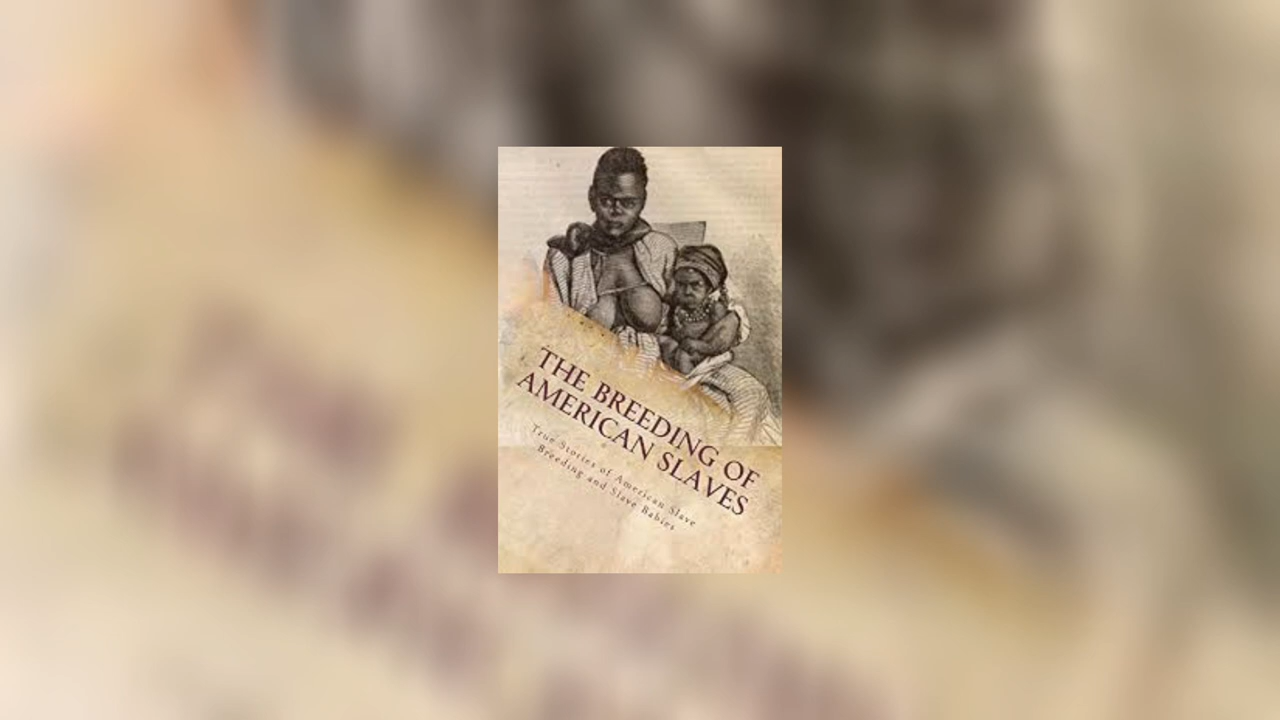 THE BREEDING OF
AMERICAN SLAVES
True Stories of American Slave
Breeding and Slave Babies